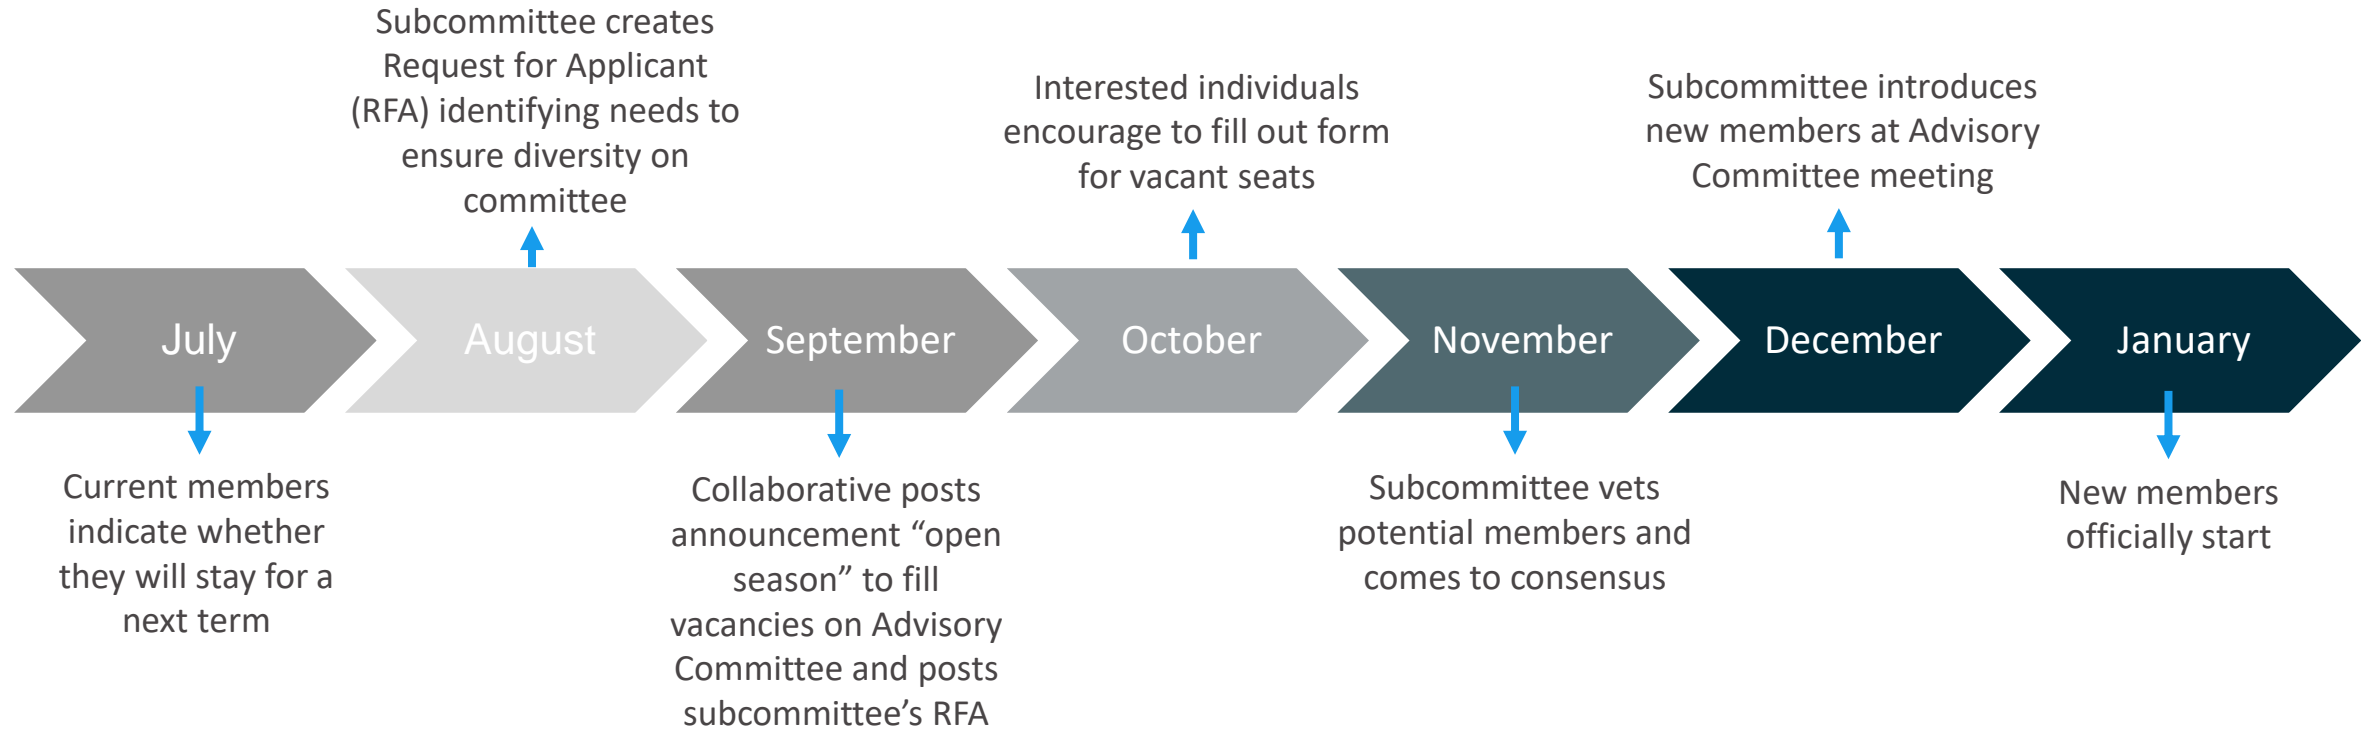 Subcommittee creates
Request for Applicant
(RFA) identifying needs to
ensure diversity on
committee
Interested individuals
encourage to fill out form
for vacant seats
Subcommittee introduces
new members at Advisory
Committee meeting
July
August
September
October
November
December
January
Current members
indicate whether
they will stay for a
next term
Collaborative posts
announcement “open
season” to fill
vacancies on Advisory
Committee and posts
subcommittee’s RFA
Subcommittee vets
potential members and
comes to consensus
New members
officially start